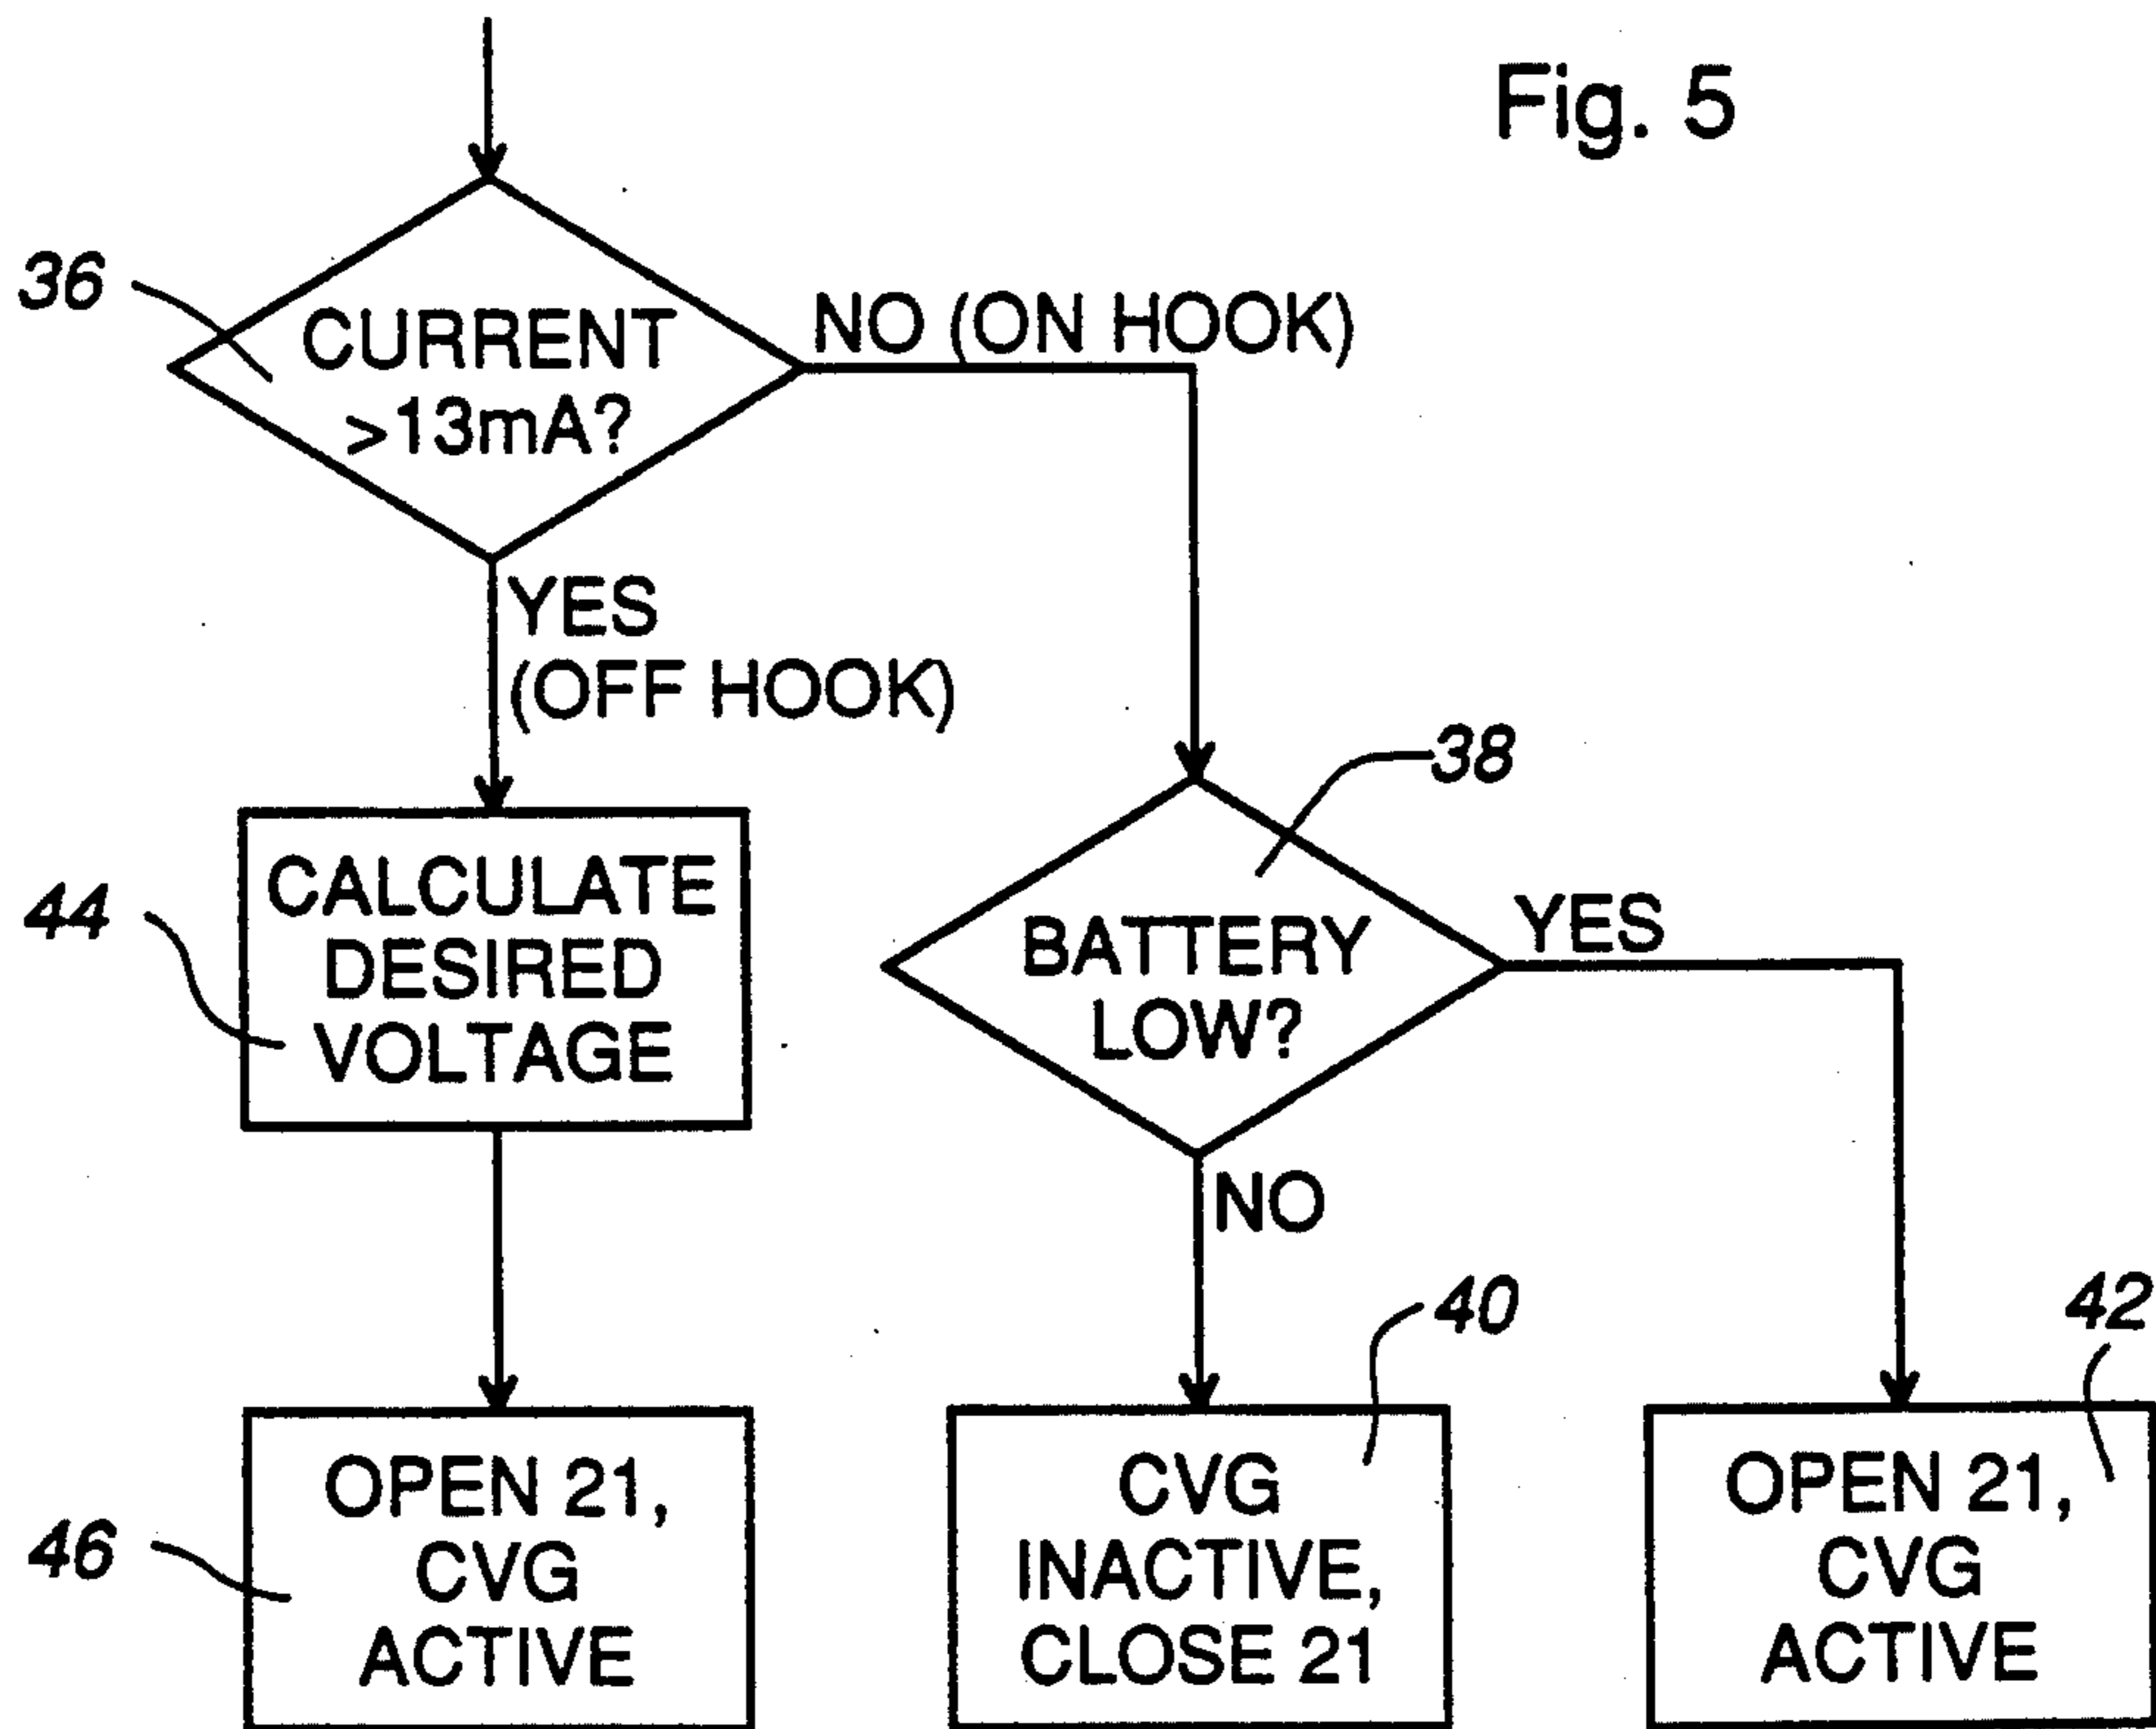 Fig. 5
36
CURRENT
>13mA?
NO (ON HOOK)
YES
(OFF HOOK)
38
44
CALCULATE
DESIRED
VOLTAGE
BATTERY
LOW?
YES
NO
40
42
46
OPEN 21,
CVG
ACTIVE
CVG
INACTIVE,
CLOSE 21
OPEN 21,
CVG
ACTIVE